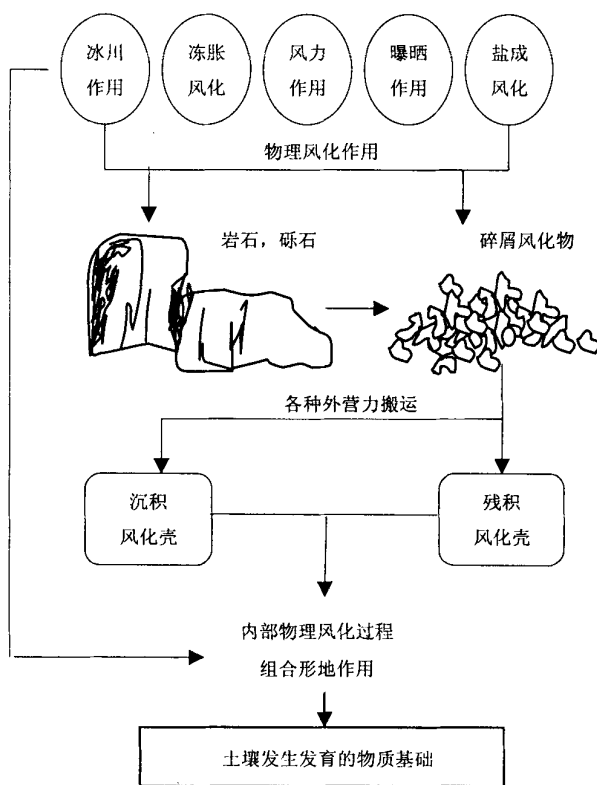 冰川
作用
冻胀
风化
风力
作用
曝晒
作用
盐成
风化
物理风化作用
岩石，砾石
碎屑风化物
各种外营力搬运
沉积
风化壳
残积
风化壳
内部物理风化过程
组合形地作用
土壤发生发育的物质基础